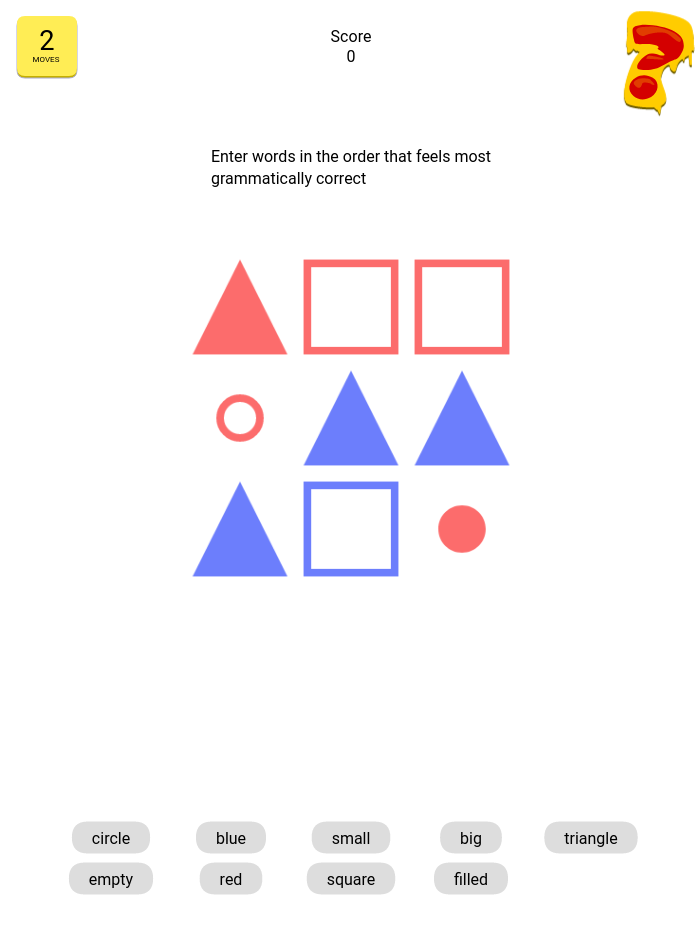 2
MOVES
Score
0
Enter words in the order that feels most
grammatically correct
circle blue small big triangle
empty red square filled